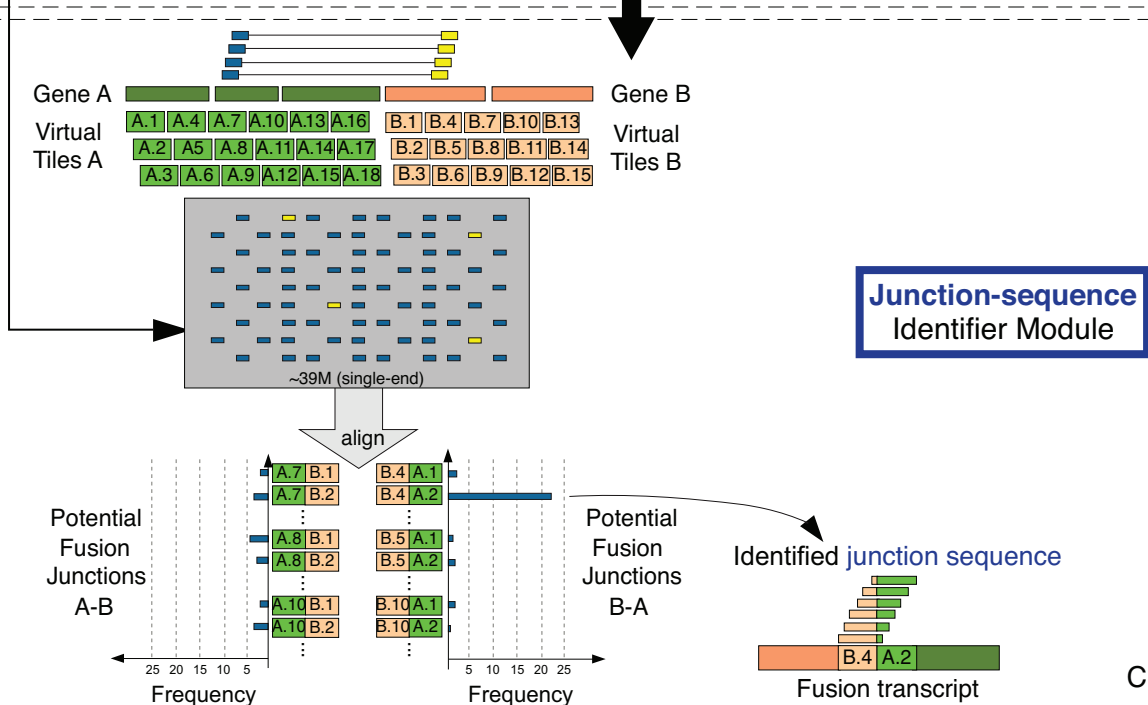 Gene A
Gene B
Virtual
Tiles A
A.1 A.4 A.7 A.10 A.13 A.16
A.2 A5 A.8 A.11 A.14 A.17
A.3 A.6 A.9 A.12 A.15 A.18
B.1 B.4 B.7 B.10 B.13
B.2 B.5 B.8 B.11 B.14
B.3 B.6 B.9 B.12 B.15
Virtual
Tiles B
~39M (single-end)
Junction-sequence
Identifier Module
align
Potential
Fusion
Junctions
A-B
A.7 B.1
A.7 B.2
A.8 B.1
A.8 B.2
A.10 B.1
A.10 B.2
25 20 15 10 5
Frequency
B.4 A.1
B.4 A.2
B.5 A.1
B.5 A.2
B.10 A.1
B.10 A.2
5 10 15 20 25
Frequency
Potential
Fusion
Junctions
B-A
Identified junction sequence
B.4 A.2
Fusion transcript
C